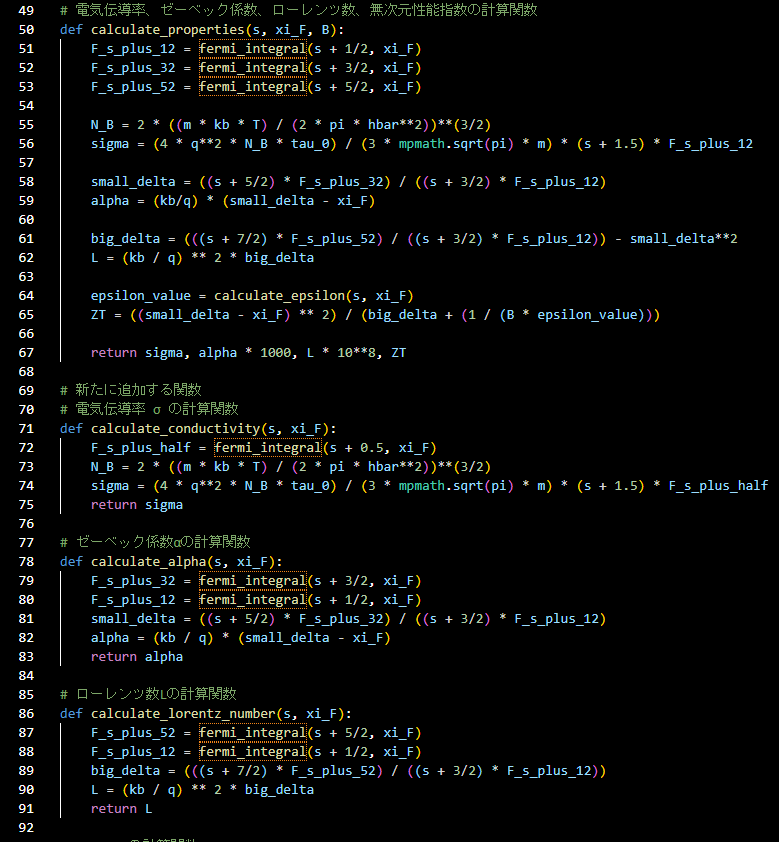 49 # 電気伝導率、ゼーベック係数、ローレンツ数、無次元性能指数の計算関数
50 def calculate_properties(s, xi_F, B):
51 F_s_plus_12 = fermi_integral(s + 1/2, xi_F)
52 F_s_plus_32 = fermi_integral(s + 3/2, xi_F)
53 F_s_plus_52 = fermi_integral(s + 5/2, xi_F)
54
55 N_B = 2 * ((m * kb * T) / (2 * pi * hbar**2))**(3/2)
56 sigma = (4 * q**2 * N_B * tau_0) / (3 * mpmath.sqrt(pi) * m) * (s + 1.5) * F_s_plus_12
57
58 small_delta = ((s + 5/2) * F_s_plus_32) / ((s + 3/2) * F_s_plus_12)
59 alpha = (kb/q) * (small_delta - xi_F)
60
61 big_delta = (((s + 7/2) * F_s_plus_52) / ((s + 3/2) * F_s_plus_12)) - small_delta**2
62 L = (kb / q) ** 2 * big_delta
63
64 epsilon_value = calculate_epsilon(s, xi_F)
65 ZT = ((small_delta - xi_F) ** 2) / (big_delta + (1 / (B * epsilon_value)))
66
67 return sigma, alpha * 1000, L * 10**8, ZT
68
69 # 新たに追加する関数
70 # 電気伝導率 σ の計算関数
71 def calculate_conductivity(s, xi_F):
72 F_s_plus_half = fermi_integral(s + 0.5, xi_F)
73 N_B = 2 * ((m * kb * T) / (2 * pi * hbar**2))**(3/2)
74 sigma = (4 * q**2 * N_B * tau_0) / (3 * mpmath.sqrt(pi) * m) * (s + 1.5) * F_s_plus_half
75 return sigma
76
77 # ゼーベック係数αの計算関数
78 def calculate_alpha(s, xi_F):
79 F_s_plus_32 = fermi_integral(s + 3/2, xi_F)
80 F_s_plus_12 = fermi_integral(s + 1/2, xi_F)
81 small_delta = ((s + 5/2) * F_s_plus_32) / ((s + 3/2) * F_s_plus_12)
82 alpha = (kb / q) * (small_delta - xi_F)
83 return alpha
84
85 # ローレンツ数Lの計算関数
86 def calculate_lorentz_number(s, xi_F):
87 F_s_plus_52 = fermi_integral(s + 5/2, xi_F)
88 F_s_plus_12 = fermi_integral(s + 1/2, xi_F)
89 big_delta = (((s + 7/2) * F_s_plus_52) / ((s + 3/2) * F_s_plus_12))
90 L = (kb / q) ** 2 * big_delta
91 return L
92